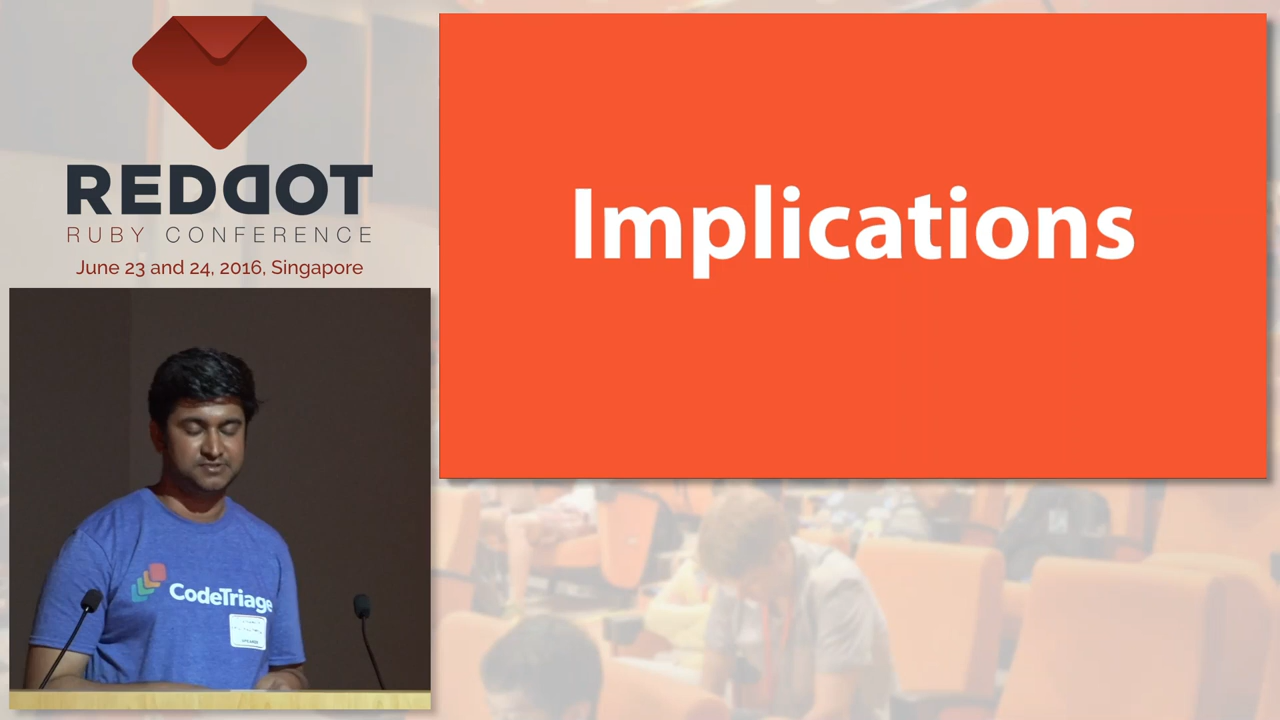 REDDOT
RUBY CONFERENCE
June 23 and 24, 2016, Singapore
Implications
CodeTriage